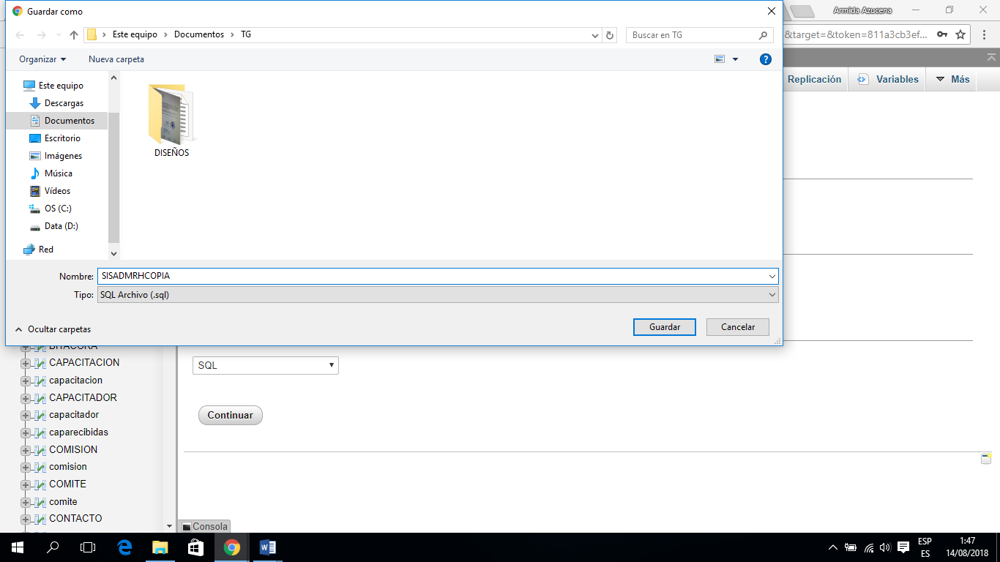 Guardar como
Armida Azucena
Este equipo > Documentos > TG
Buscar en TG
&target=&token=811a3cb3ef...
Organizar
Nueva carpeta
Replicación
Variables
Más
Este equipo
Descargas
Documentos
Escritorio
Imágenes
Música
Vídeos
OS (C:)
Data (D:)
Red
DISEÑOS
Nombre: SISADMRHCOPIA
Tipo: SQL Archivo (.sql)
Ocultar carpetas
Guardar
Cancelar
BITACORA
CAPACITACION
capacitacion
CAPACITADOR
capacitador
caparecibidas
COMISION
comision
COMITE
comite
CONTACTO
SQL
Continuar
Consola
ESP
ES
1:47
14/08/2018